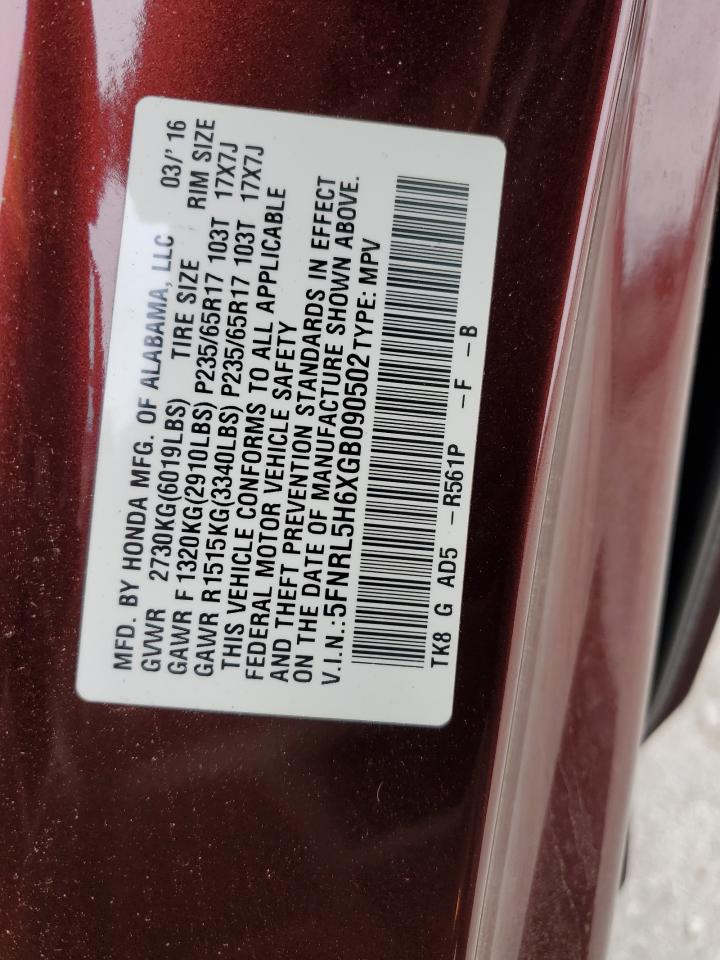 MFD. BY HONDA MFG. OF ALABAMA, LLC 03/'16
GVWR 2730KG(6019LBS) TIRE SIZE RIM SIZE
GAWR F 1320KG(2910LBS) P235/65R17 103T 17X7J
GAWR R1515KG(3340LBS) P235/65R17 103T 17X7J
THIS VEHICLE CONFORMS TO ALL APPLICABLE
FEDERAL MOTOR VEHICLE SAFETY
AND THEFT PREVENTION STANDARDS IN EFFECT
ON THE DATE OF MANUFACTURE SHOWN ABOVE.
V.I.N.:5FNRL5H6XGB090502 TYPE: MPV
TK8 G AD5 -R561P -F -B